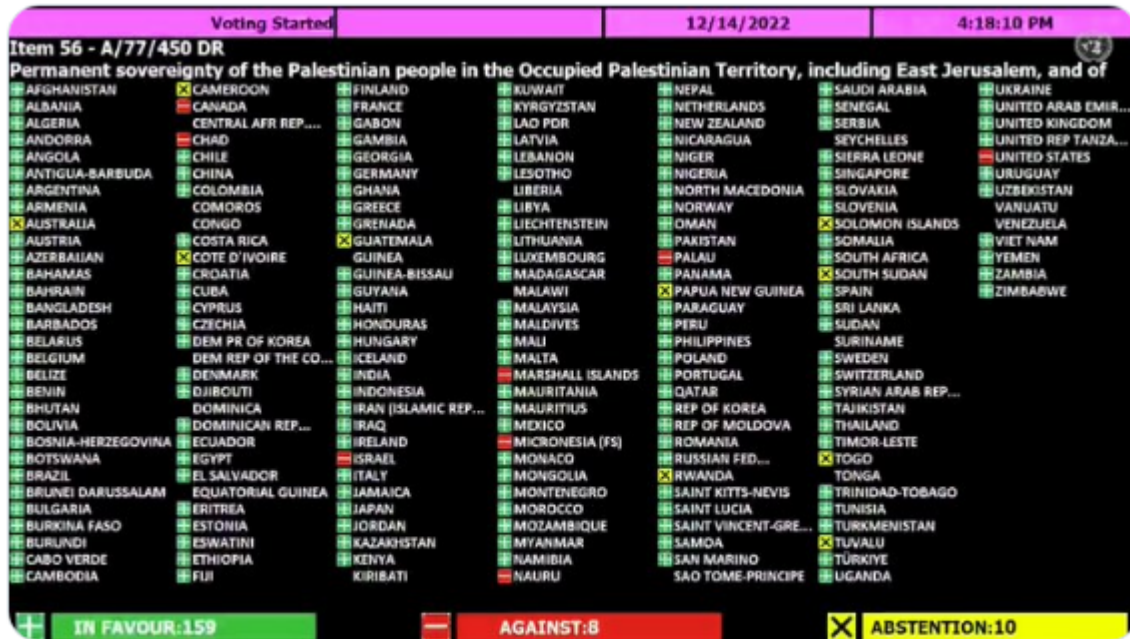 Voting Started
12/14/2022
4:18:10 PM
Item 56 - A/77/450 DR
Permanent sovereignty of the Palestinian people in the Occupied Palestinian Territory, including East Jerusalem, and of
AFGHANISTAN
ALBANIA
ALGERIA
ANDORRA
ANGOLA
ANTIGUA-BARBUDA
ARGENTINA
ARMENIA
AUSTRALIA
AUSTRIA
AZERBAIJAN
BAHAMAS
BAHRAIN
BANGLADESH
BARBADOS
BELARUS
BELGIUM
BELIZE
BENIN
BHUTAN
BOLIVIA
BOSNIA-HERZEGOVINA
BOTSWANA
BRAZIL
BRUNEI DARUSSALAM
BULGARIA
BURKINA FASO
BURUNDI
CABO VERDE
CAMBODIA
CAMEROON
CANADA
CENTRAL AFR REP....
CHAD
CHILE
CHINA
COLOMBIA
COMOROS
CONGO
COSTA RICA
COTE D'IVOIRE
CROATIA
CUBA
CYPRUS
CZECHIA
DEM PR OF KOREA
DEM REP OF THE CO...
DENMARK
DJIBOUTI
DOMINICA
DOMINICAN REP...
ECUADOR
EGYPT
EL SALVADOR
EQUATORIAL GUINEA
ERITREA
ESTONIA
ESWATINI
ETHIOPIA
FIJI
FINLAND
FRANCE
GABON
GAMBIA
GEORGIA
GERMANY
GHANA
GREECE
GRENADA
GUATEMALA
GUINEA
GUINEA-BISSAU
GUYANA
HAITI
HONDURAS
HUNGARY
ICELAND
INDIA
INDONESIA
IRAN (ISLAMIC REP...
IRAQ
IRELAND
ISRAEL
ITALY
JAMAICA
JAPAN
JORDAN
KAZAKHSTAN
KENYA
KIRIBATI
KUWAIT
KYRGYZSTAN
LAO PDR
LATVIA
LEBANON
LESOTHO
LIBERIA
LIBYA
LIECHTENSTEIN
LITHUANIA
LUXEMBOURG
MADAGASCAR
MALAWI
MALAYSIA
MALDIVES
MALI
MALTA
MARSHALL ISLANDS
MAURITANIA
MAURITIUS
MEXICO
MICRONESIA (FS)
MONACO
MONGOLIA
MONTENEGRO
MOROCCO
MOZAMBIQUE
MYANMAR
NAMIBIA
NAURU
NEPAL
NETHERLANDS
NEW ZEALAND
NICARAGUA
NIGER
NIGERIA
NORTH MACEDONIA
NORWAY
OMAN
PAKISTAN
PALAU
PANAMA
PAPUA NEW GUINEA
PARAGUAY
PERU
PHILIPPINES
POLAND
PORTUGAL
QATAR
REP OF KOREA
REP OF MOLDOVA
ROMANIA
RUSSIAN FED...
RWANDA
SAINT KITTS-NEVIS
SAINT LUCIA
SAINT VINCENT-GRE...
SAMOA
SAN MARINO
SAO TOME-PRINCIPE
SAUDI ARABIA
SENEGAL
SERBIA
SEYCHELLES
SIERRA LEONE
SINGAPORE
SLOVAKIA
SLOVENIA
SOLOMON ISLANDS
SOMALIA
SOUTH AFRICA
SOUTH SUDAN
SPAIN
SRI LANKA
SUDAN
SURINAME
SWEDEN
SWITZERLAND
SYRIAN ARAB REP...
TAJIKISTAN
THAILAND
TIMOR-LESTE
TOGO
TONGA
TRINIDAD-TOBAGO
TUNISIA
TURKMENISTAN
TUVALU
TÜRKIYE
UGANDA
UKRAINE
UNITED ARAB EMIR...
UNITED KINGDOM
UNITED REP TANZA...
UNITED STATES
URUGUAY
UZBEKISTAN
VANUATU
VENEZUELA
VIET NAM
YEMEN
ZAMBIA
ZIMBABWE
IN FAVOUR:159
AGAINST:8
ABSTENTION:10